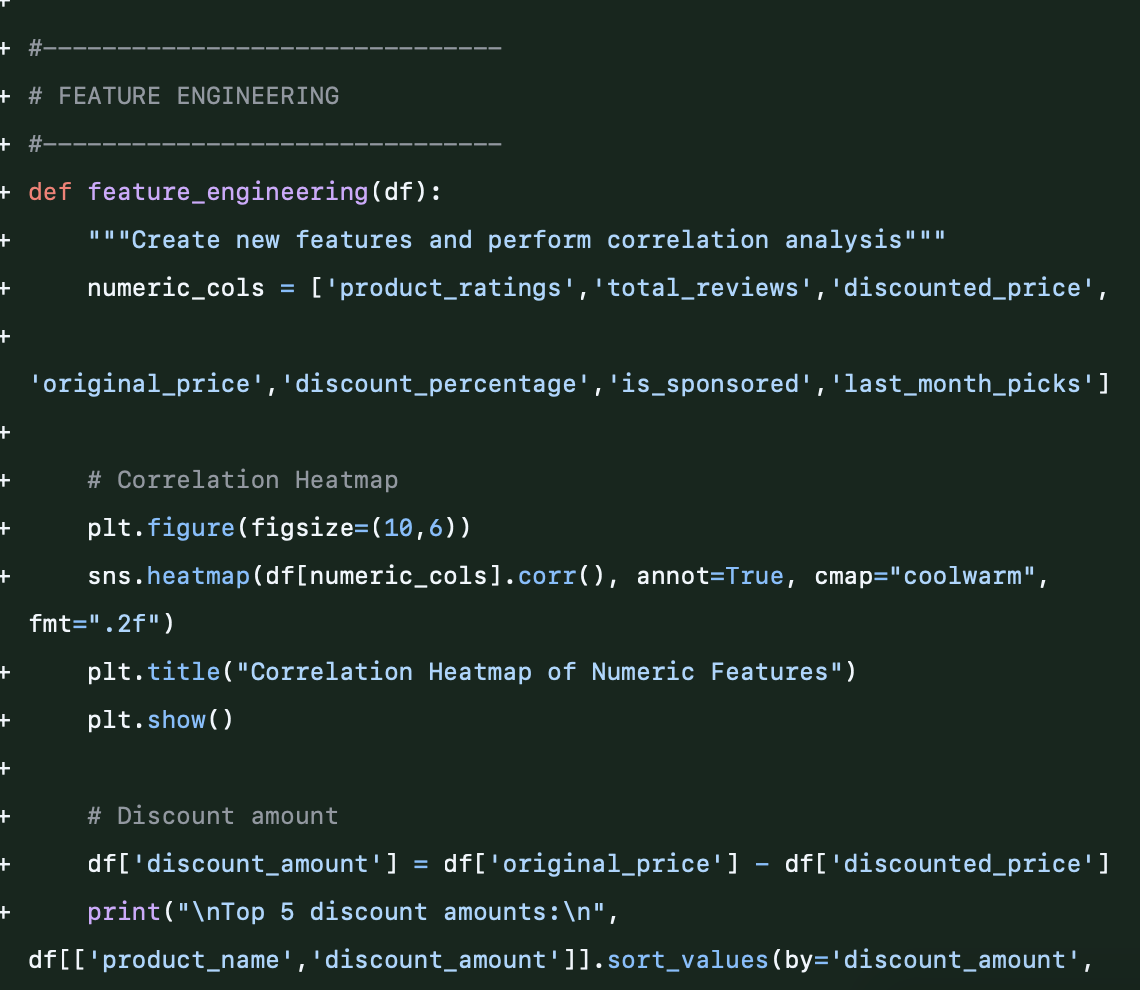 +
+ #-------------------------------
+ # FEATURE ENGINEERING
+ #-------------------------------
+ def feature_engineering(df):
+     """Create new features and perform correlation analysis"""
+     numeric_cols = ['product_ratings','total_reviews','discounted_price',
+
'original_price','discount_percentage','is_sponsored','last_month_picks']
+
+     # Correlation Heatmap
+     plt.figure(figsize=(10,6))
+     sns.heatmap(df[numeric_cols].corr(), annot=True, cmap="coolwarm",
fmt=".2f")
+     plt.title("Correlation Heatmap of Numeric Features")
+     plt.show()
+
+     # Discount amount
+     df['discount_amount'] = df['original_price'] - df['discounted_price']
+     print("\nTop 5 discount amounts:\n",
df[['product_name','discount_amount']].sort_values(by='discount_amount',